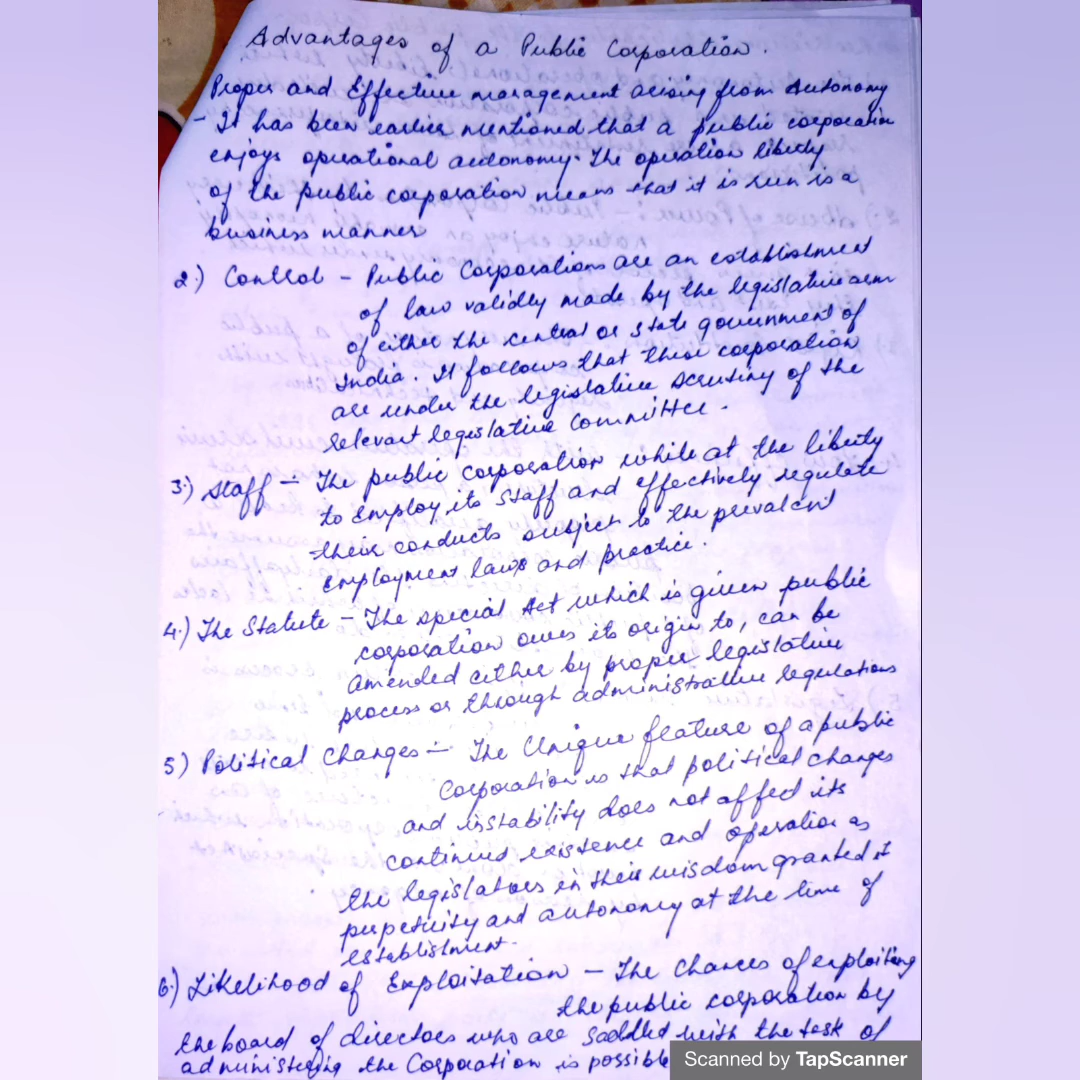 Advantages of a Public Corporation.
Proper and Effective management arising from Autonomy
- It has been earlier mentioned that a public corporation
enjoys operational autonomy. The operation liberty
of the public corporation means that it is run is a
business manner
2.) Control - Public Corporations are an establishment
of law validly made by the legislative arm
of either the central or state government of
India. It follows that these corporation
are under the legislative scrutiny of the
relevant legislative Committee.
3.) Staff :- The public corporation while at the liberty
to employ its staff and effectively regulate
their conducts subject to the prevalent
employment laws and practice.
4.) The Statute - The special Act which is given public
corporation owes its origin to, can be
amended either by proper legislative
process or through administrative regulations
5) Political Changes :- The Unique feature of a public
Corporation is that political changes
and instability does not affect its
continued existence and operation as
the legislators in their wisdom granted it
perpetuity and autonomy at the time of
establishment.
6.) Likelihood of Exploitation - The Chances of exploiting
the public corporation by
the board of directors who are saddled with the task of
administering the Corporation is possible
Scanned by TapScanner